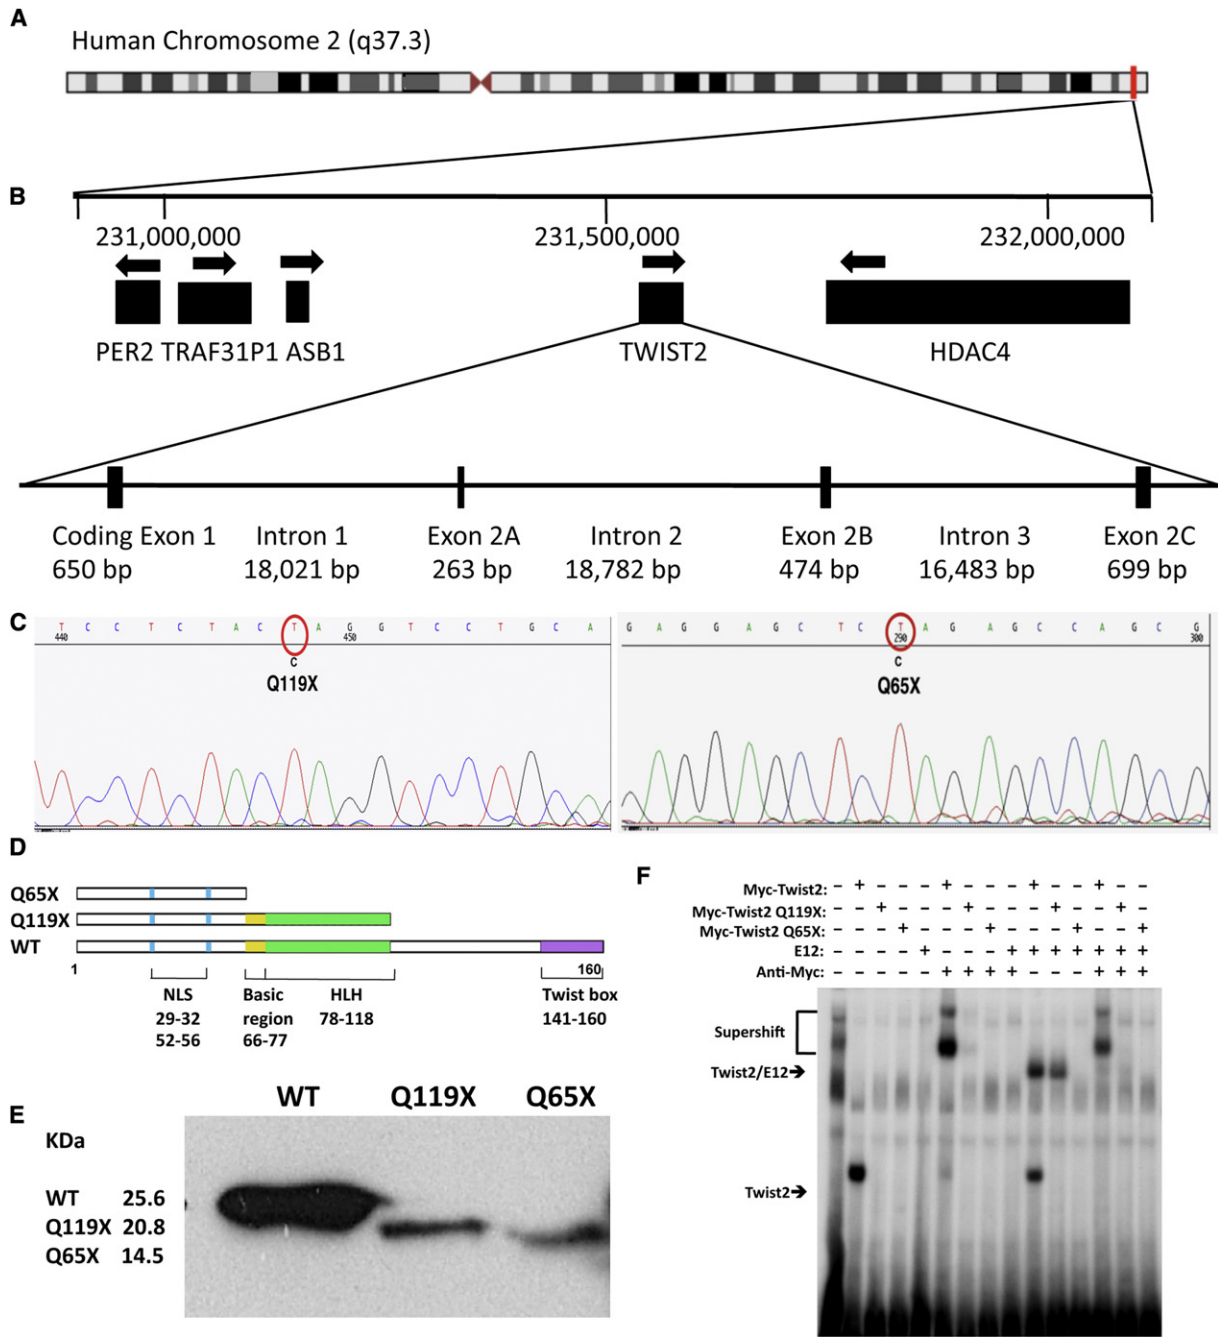 A
Human Chromosome 2 (q37.3)
B
231,000,000 231,500,000 232,000,000
PER2 TRAF31P1 ASB1 TWIST2 HDAC4
Coding Exon 1 Intron 1 Exon 2A Intron 2 Exon 2B Intron 3 Exon 2C
650 bp 18,021 bp 263 bp 18,782 bp 474 bp 16,483 bp 699 bp
C
T C C T C T A C T A G G T C C T G C A
440 450
C
Q119X
G A G G A G C T C T A G A G C C A G C G
290 300
C
Q65X
D
Q65X
Q119X
WT
1 160
NLS Basic HLH Twist box
29-32 region 78-118 141-160
52-56 66-77
E
WT Q119X Q65X
KDa
WT 25.6
Q119X 20.8
Q65X 14.5
F
Myc-Twist2: - + - - - + - - - + - - + - -
Myc-Twist2 Q119X: - - + - - - + - - - + - - + -
Myc-Twist2 Q65X: - - - + - - - + - - - + - - +
E12: - - - - + - - - + + + + + + +
Anti-Myc: - - - - - + + + + - - - + + +
Supershift
Twist2/E12
Twist2